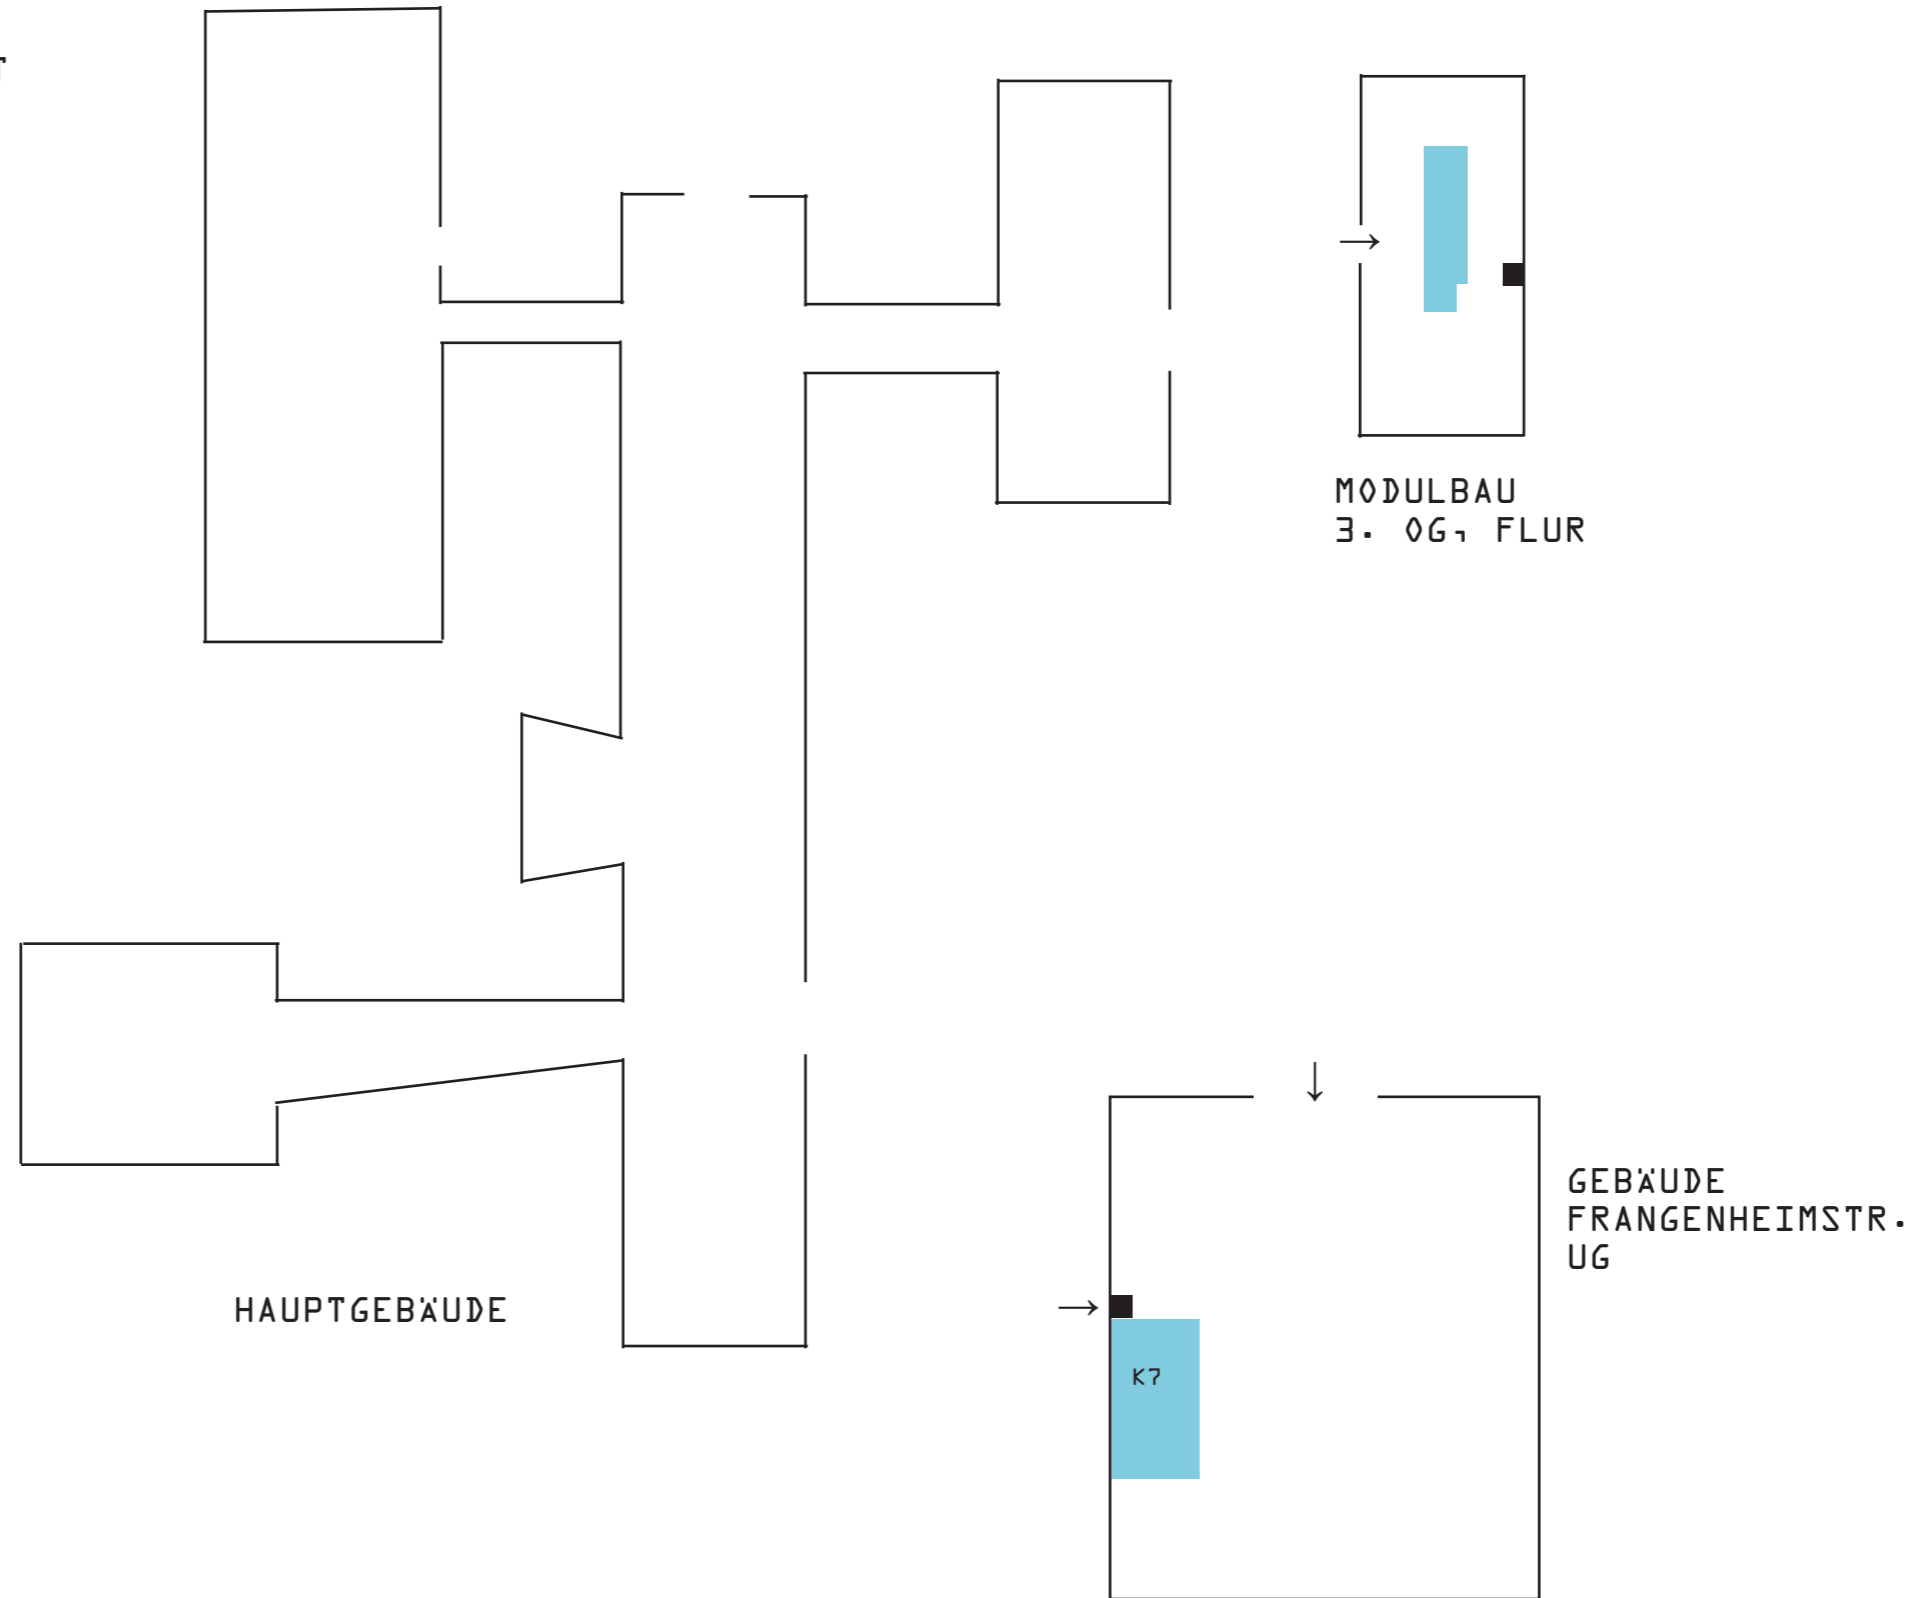 MODULBAU
3. OG, FLUR
GEBÄUDE
FRANGENHEIMSTR.
UG
HAUPTGEBÄUDE
K7